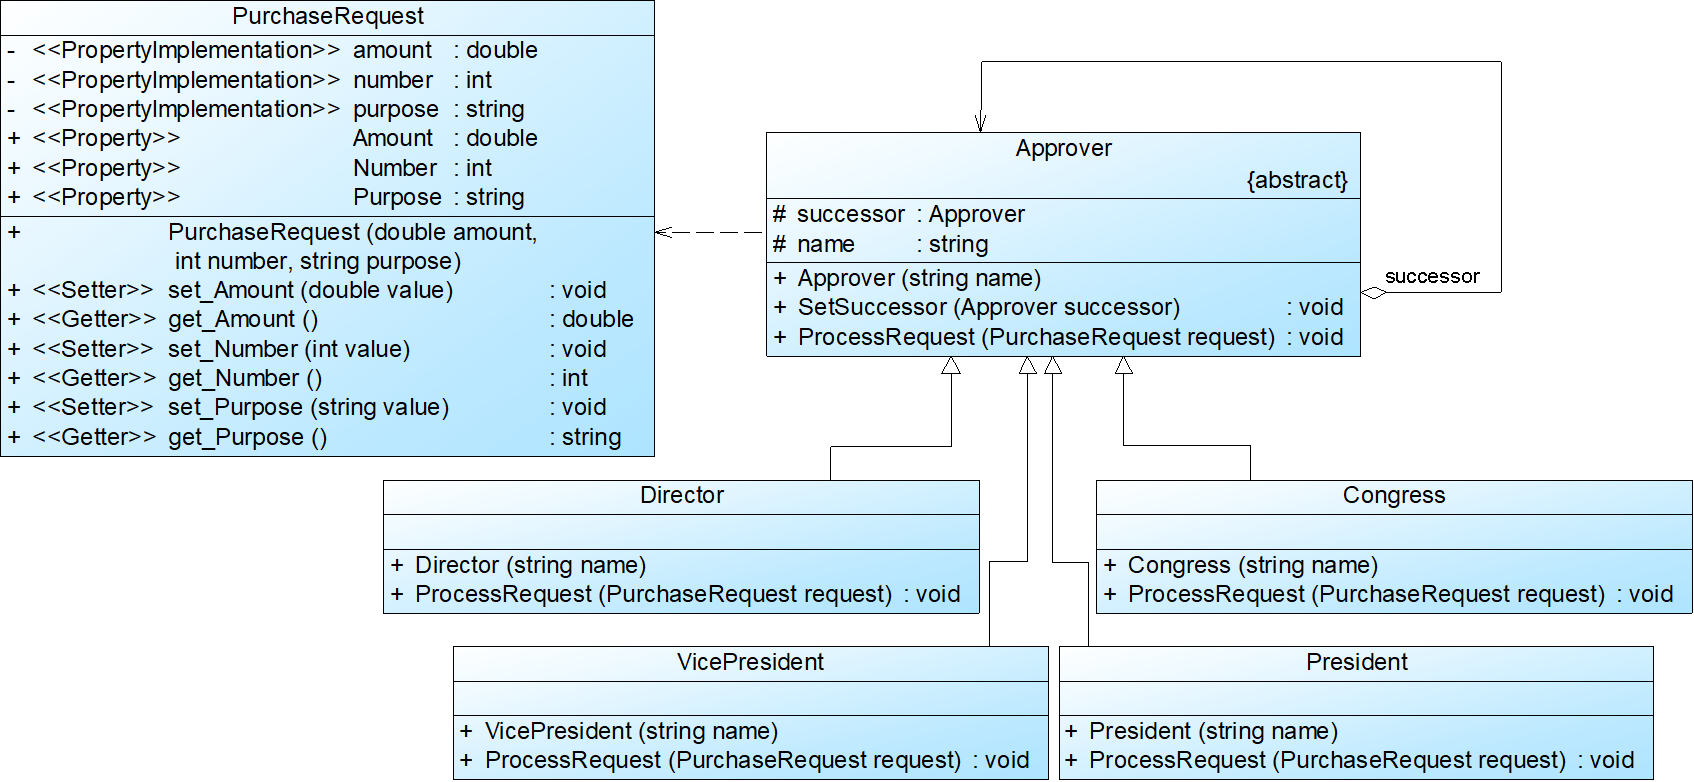 PurchaseRequest
- <<PropertyImplementation>> amount : double
- <<PropertyImplementation>> number : int
- <<PropertyImplementation>> purpose : string
+ <<Property>> Amount : double
+ <<Property>> Number : int
+ <<Property>> Purpose : string
+ PurchaseRequest (double amount,
int number, string purpose)
+ <<Setter>> set_Amount (double value) : void
+ <<Getter>> get_Amount () : double
+ <<Setter>> set_Number (int value) : void
+ <<Getter>> get_Number () : int
+ <<Setter>> set_Purpose (string value) : void
+ <<Getter>> get_Purpose () : string
Approver
{abstract}
# successor : Approver
# name : string
+ Approver (string name)
+ SetSuccessor (Approver successor) : void
+ ProcessRequest (PurchaseRequest request) : void
successor
Director
+ Director (string name)
+ ProcessRequest (PurchaseRequest request) : void
Congress
+ Congress (string name)
+ ProcessRequest (PurchaseRequest request) : void
VicePresident
+ VicePresident (string name)
+ ProcessRequest (PurchaseRequest request) : void
President
+ President (string name)
+ ProcessRequest (PurchaseRequest request) : void